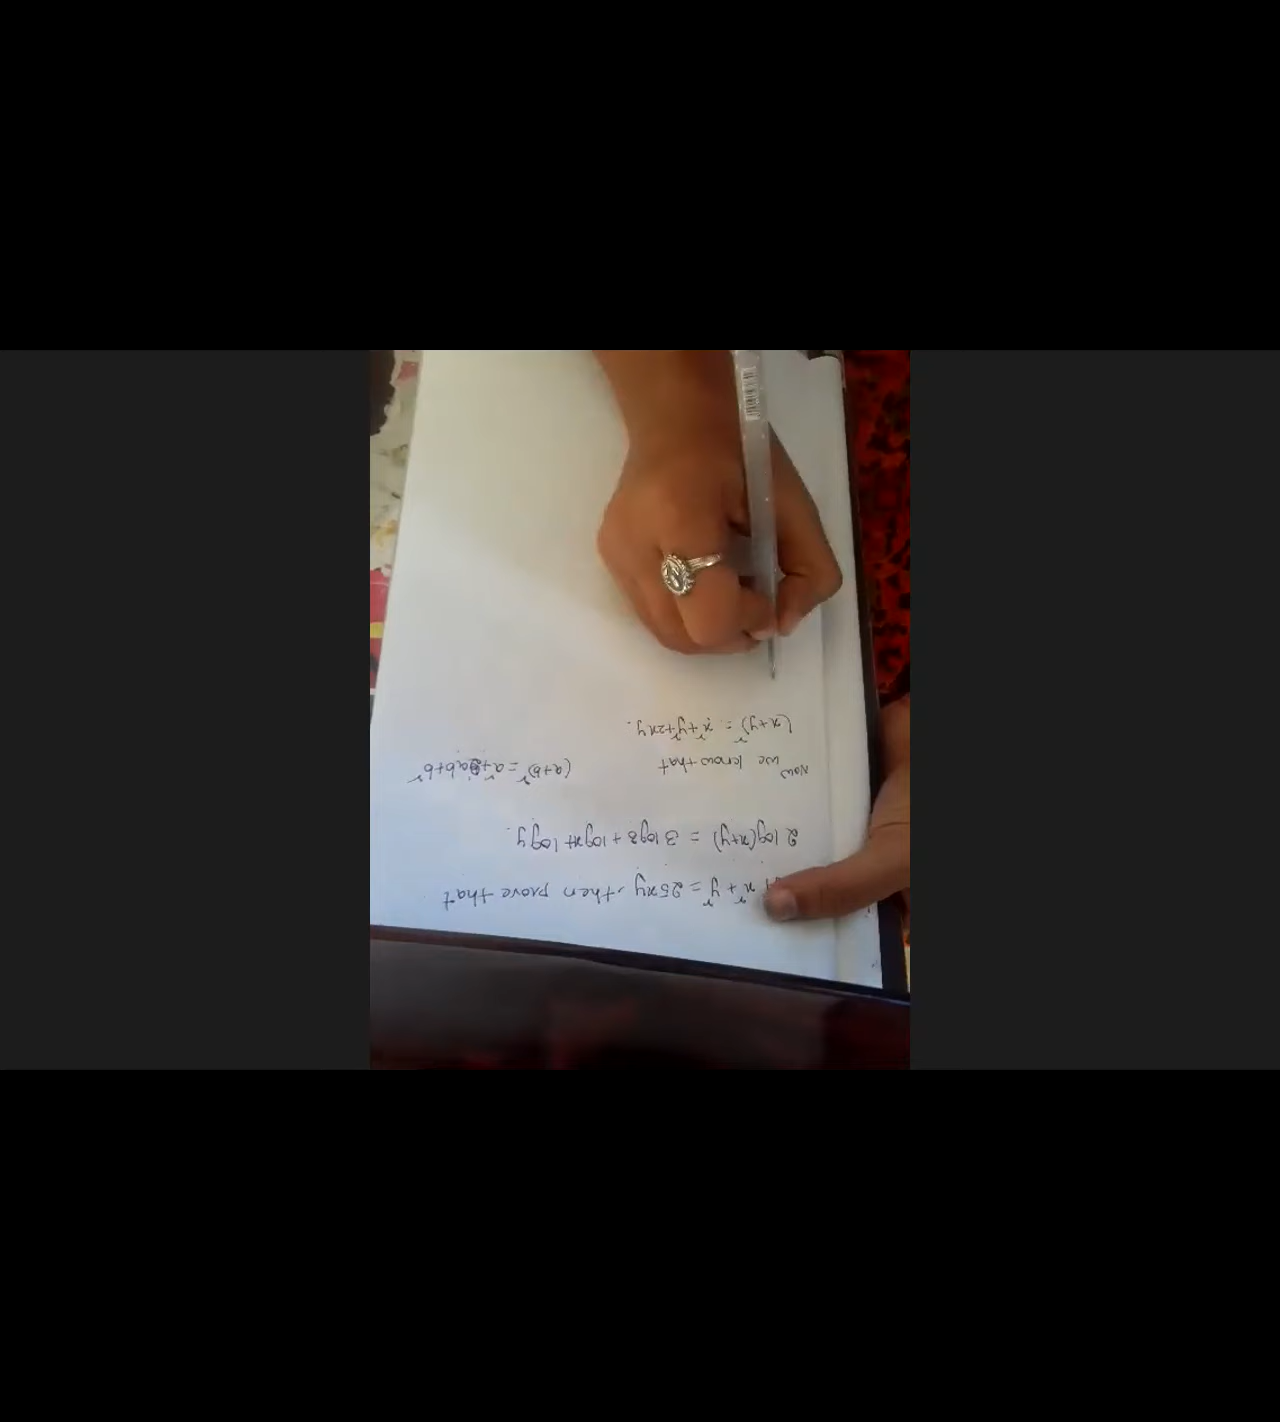 x² + y² = 25xy, then prove that
2 log(x+y) = 3 log3 + logx + logy.
Now we know that
(a+b)² = a²+2ab+b²
(x+y)² = x²+y²+2xy.